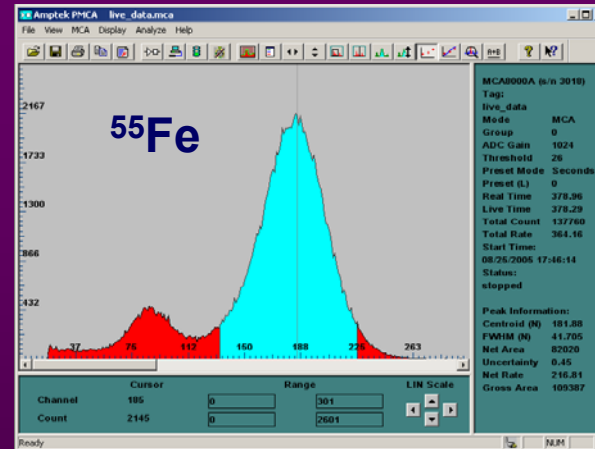 Amptek PMCA live_data.mca
File View MCA Display Analyze Help
A+B
2167
1733
1300
866
432
55Fe
37 75 112 150 188 225 263
MCA8000A (s/n 3018)
Tag:
live_data
Mode MCA
Group 0
ADC Gain 1024
Threshold 26
Preset Mode Seconds
Preset (L) 0
Real Time 378.96
Live Time 378.29
Total Count 137760
Total Rate 364.16
Start Time:
08/25/2005 17:46:14
Status:
stopped
Peak Information:
Centroid (N) 181.88
FWHM (N) 41.705
Net Area 82020
Uncertainty 0.45
Net Rate 216.81
Gross Area 109387
Cursor Range LIN Scale
Channel 185 0 301
Count 2145 0 2601
Ready NUM